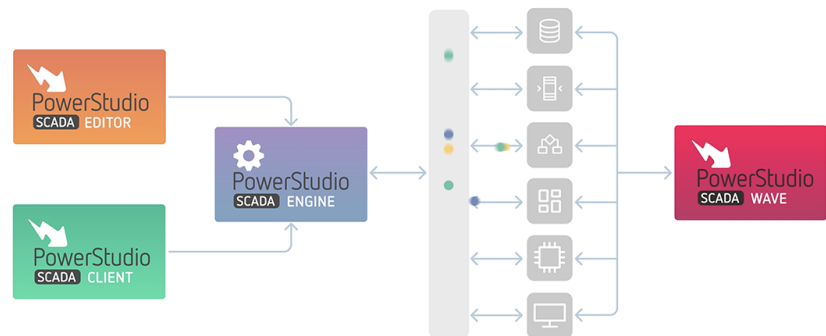 PowerStudio
SCADA EDITOR
PowerStudio
SCADA ENGINE
PowerStudio
SCADA CLIENT
PowerStudio
SCADA WAVE